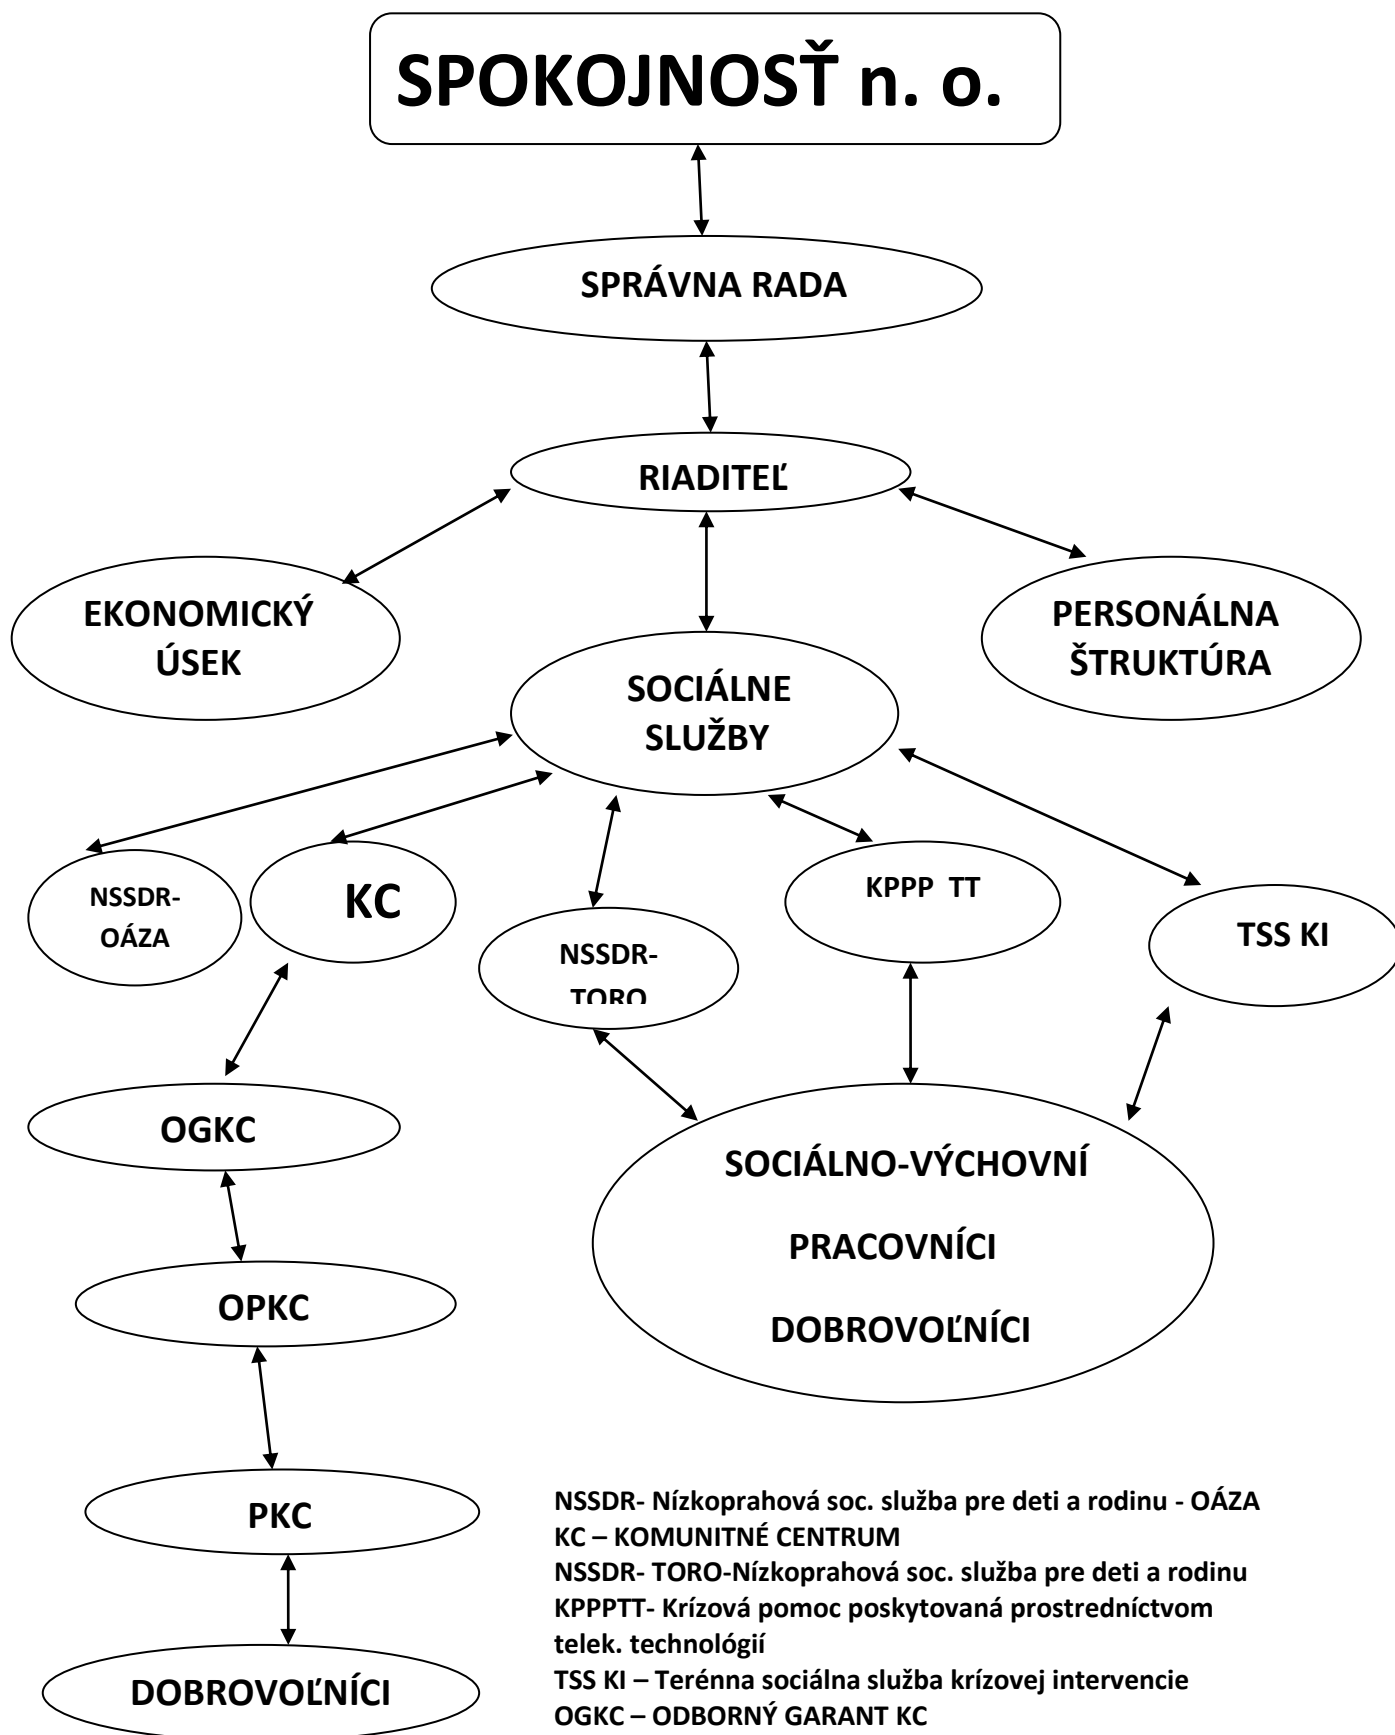 SPOKOJNOSŤ n. o.
SPRÁVNA RADA
RIADITEĽ
EKONOMICKÝ
ÚSEK
PERSONÁLNA
ŠTRUKTÚRA
SOCIÁLNE
SLUŽBY
NSSDR-
OÁZA
KC
NSSDR-
TORO
KPPP TT
TSS KI
OGKC
SOCIÁLNO-VÝCHOVNÍ
PRACOVNÍCI
DOBROVOĽNÍCI
OPKC
PKC
DOBROVOĽNÍCI
NSSDR- Nízkoprahová soc. služba pre deti a rodinu - OÁZA
KC – KOMUNITNÉ CENTRUM
NSSDR- TORO-Nízkoprahová soc. služba pre deti a rodinu
KPPPTT- Krízová pomoc poskytovaná prostredníctvom
telek. technológií
TSS KI – Terénna sociálna služba krízovej intervencie
OGKC – ODBORNÝ GARANT KC